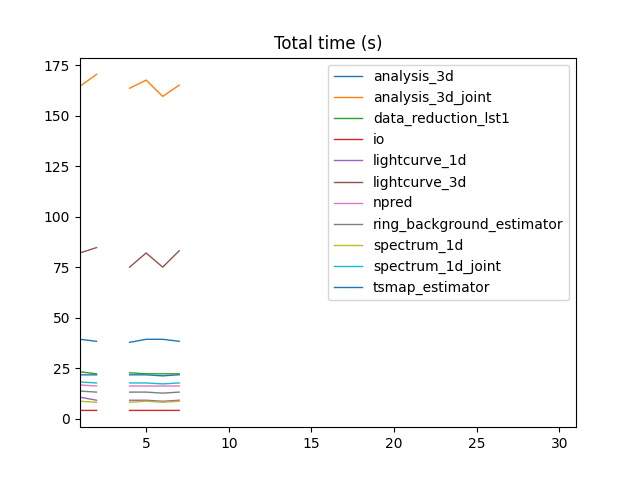 Total time (s)
175
150
125
100
75
50
25
0
5
10
15
20
25
30
analysis_3d
analysis_3d_joint
data_reduction_lst1
io
lightcurve_1d
lightcurve_3d
npred
ring_background_estimator
spectrum_1d
spectrum_1d_joint
tsmap_estimator